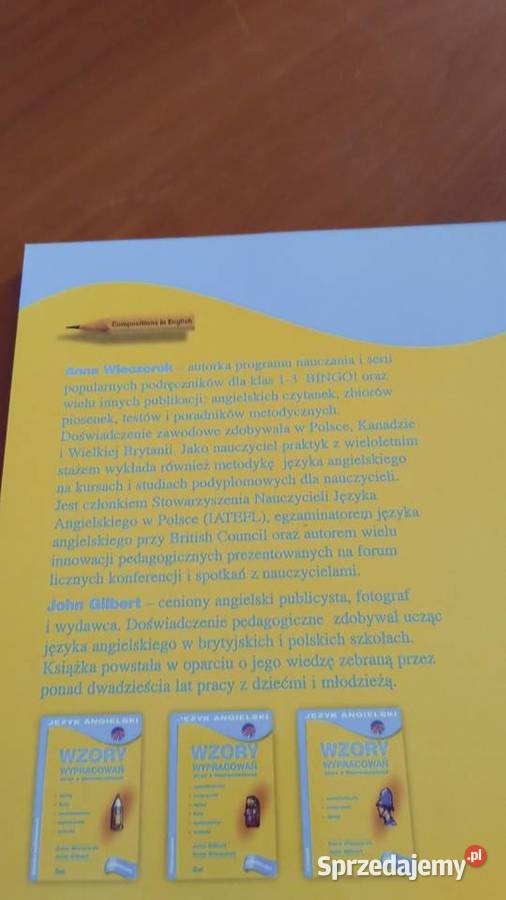 Compositions in English
Anna Wieczorek – autorka programu nauczania i serii
popularnych podręczników dla klas 1-3 BINGO! oraz
wielu innych publikacji: angielskich czytanek, zbiorów
piosenek, testów i poradników metodycznych.
Doświadczenie zawodowe zdobywała w Polsce, Kanadzie
i Wielkiej Brytanii. Jako nauczyciel praktyk z wieloletnim
stażem wykłada również metodykę języka angielskiego
na kursach i studiach podyplomowych dla nauczycieli.
Jest członkiem Stowarzyszenia Nauczycieli Języka
Angielskiego w Polsce (IATEFL), egzaminatorem języka
angielskiego przy British Council oraz autorem wielu
innowacji pedagogicznych prezentowanych na forum
licznych konferencji i spotkań z nauczycielami.
John Gilbert – ceniony angielski publicysta, fotograf
i wydawca. Doświadczenie pedagogiczne zdobywał ucząc
języka angielskiego w brytyjskich i polskich szkołach.
Książka powstała w oparciu o jego wiedzę zebraną przez
ponad dwadzieścia lat pracy z dziećmi i młodzieżą.
JĘZYK ANGIELSKI
WZORY
WYPRACOWAŃ
JĘZYK ANGIELSKI
WZORY
WYPRACOWAŃ
JĘZYK ANGIELSKI
WZORY
WYPRACOWAŃ
Sprzedajemy.pl